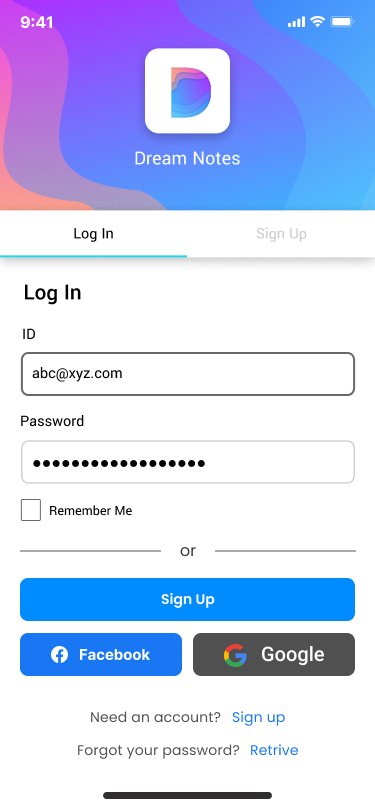 9:41
Dream Notes
Log In Sign Up
Log In
ID
abc@xyz.com
Password
Remember Me
or
Sign Up
Facebook Google
Need an account? Sign up
Forgot your password? Retrive